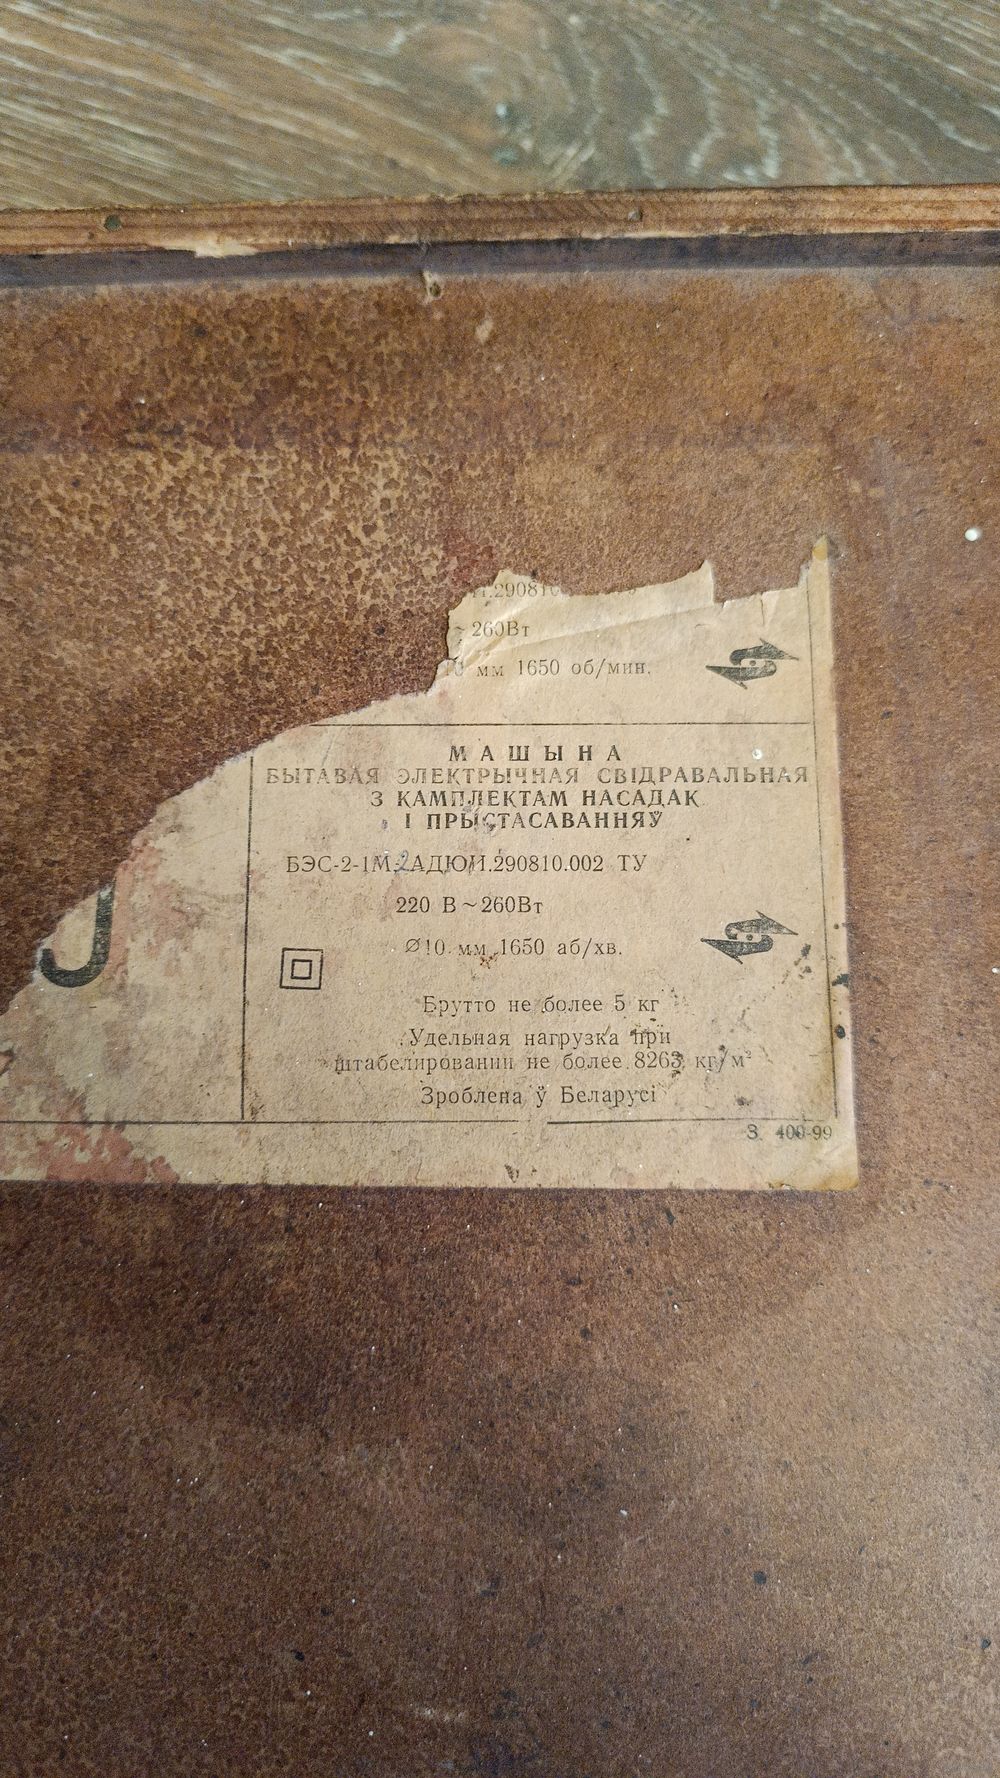 .290810
~ 260Вт
10 мм 1650 об/мин.
МАШЫНА
БЫТАВАЯ ЭЛЕКТРЫЧНАЯ СВІДРАВАЛЬНАЯ
З КАМПЛЕКТАМ НАСАДАК
І ПРЫСТАСАВАННЯЎ
БЭС-2-1М.2АДЮИ.290810.002 ТУ
220 В ~ 260Вт
Ø10 мм 1650 аб/хв.
Брутто не более 5 кг
Удельная нагрузка при
штабелировании не более 8263 кг/м²
Зроблена ў Беларусі
З. 400-99